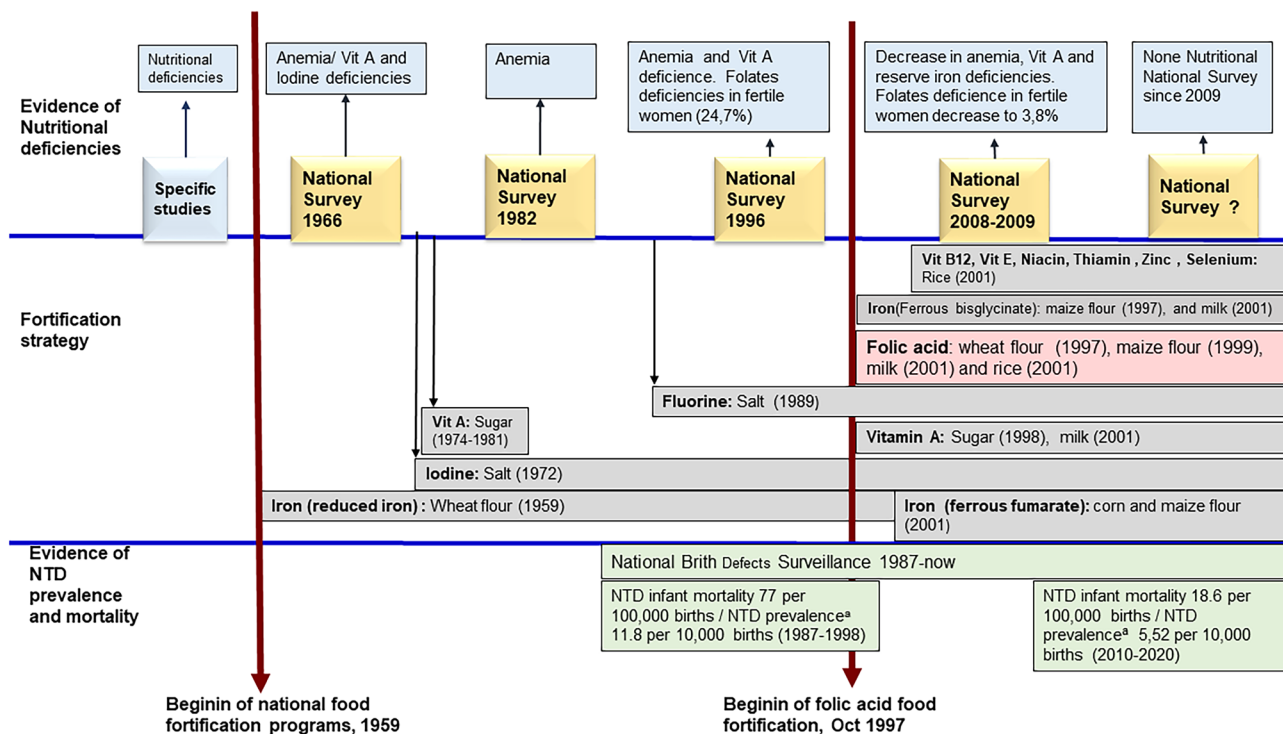 Evidence of
Nutritional
deficiencies
Nutritional
deficiencies
Anemia/ Vit A and
Iodine deficiencies
Anemia
Anemia and Vit A
deficience. Folates
deficiencies in fertile
women (24,7%)
Decrease in anemia, Vit A and
reserve iron deficiencies.
Folates deficience in fertile
women decrease to 3,8%
None Nutritional
National Survey
since 2009
Specific
studies
National
Survey
1966
National
Survey
1982
National
Survey
1996
National
Survey
2008-2009
National
Survey ?
Fortification
strategy
Vit B12, Vit E, Niacin, Thiamin , Zinc , Selenium:
Rice (2001)
Iron(Ferrous bisglycinate): maize flour (1997), and milk (2001)
Folic acid: wheat flour (1997), maize flour (1999),
milk (2001) and rice (2001)
Fluorine: Salt (1989)
Vit A: Sugar
(1974-1981)
Vitamin A: Sugar (1998), milk (2001)
Iodine: Salt (1972)
Iron (reduced iron) : Wheat flour (1959)
Iron (ferrous fumarate): corn and maize flour
(2001)
Evidence of
NTD
prevalence
and mortality
National Brith Defects Surveillance 1987-now
NTD infant mortality 77 per
100,000 births / NTD prevalenceᵃ
11.8 per 10,000 births (1987-1998)
NTD infant mortality 18.6 per
100,000 births / NTD
prevalenceᵃ 5,52 per 10,000
births (2010-2020)
Beginin of national food
fortification programs, 1959
Beginin of folic acid food
fortification, Oct 1997